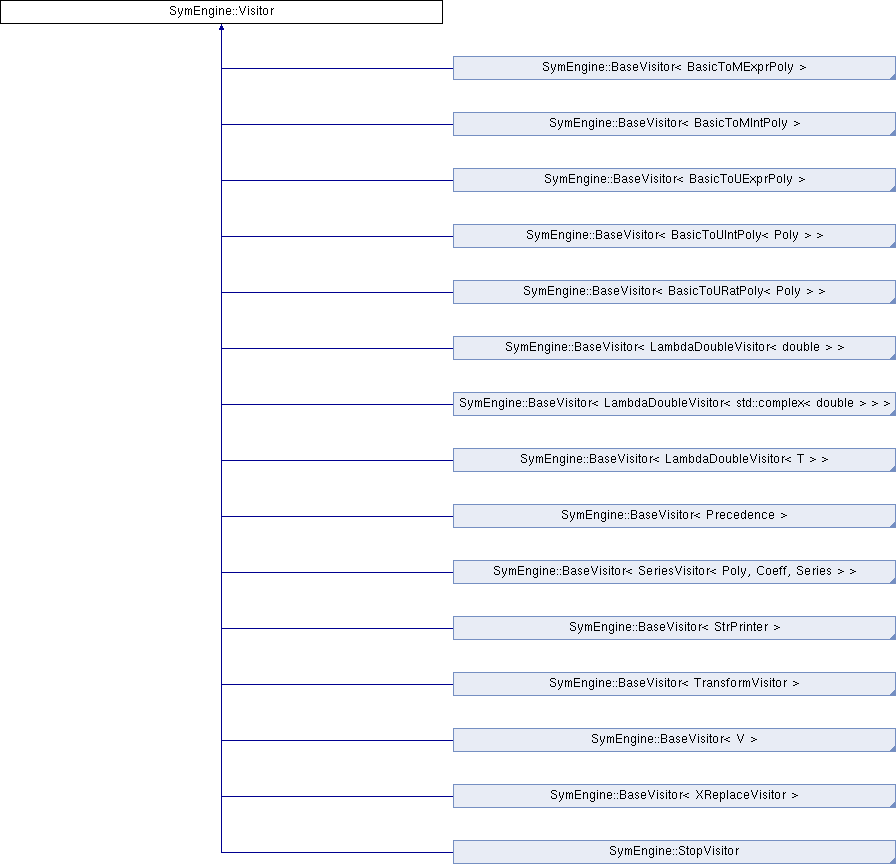 SymEngine::Visitor
SymEngine::BaseVisitor< BasicToMExprPoly >
SymEngine::BaseVisitor< BasicToMIntPoly >
SymEngine::BaseVisitor< BasicToUExprPoly >
SymEngine::BaseVisitor< BasicToUIntPoly< Poly > >
SymEngine::BaseVisitor< BasicToURatPoly< Poly > >
SymEngine::BaseVisitor< LambdaDoubleVisitor< double > >
SymEngine::BaseVisitor< LambdaDoubleVisitor< std::complex< double > > >
SymEngine::BaseVisitor< LambdaDoubleVisitor< T > >
SymEngine::BaseVisitor< Precedence >
SymEngine::BaseVisitor< SeriesVisitor< Poly, Coeff, Series > >
SymEngine::BaseVisitor< StrPrinter >
SymEngine::BaseVisitor< TransformVisitor >
SymEngine::BaseVisitor< V >
SymEngine::BaseVisitor< XReplaceVisitor >
SymEngine::StopVisitor